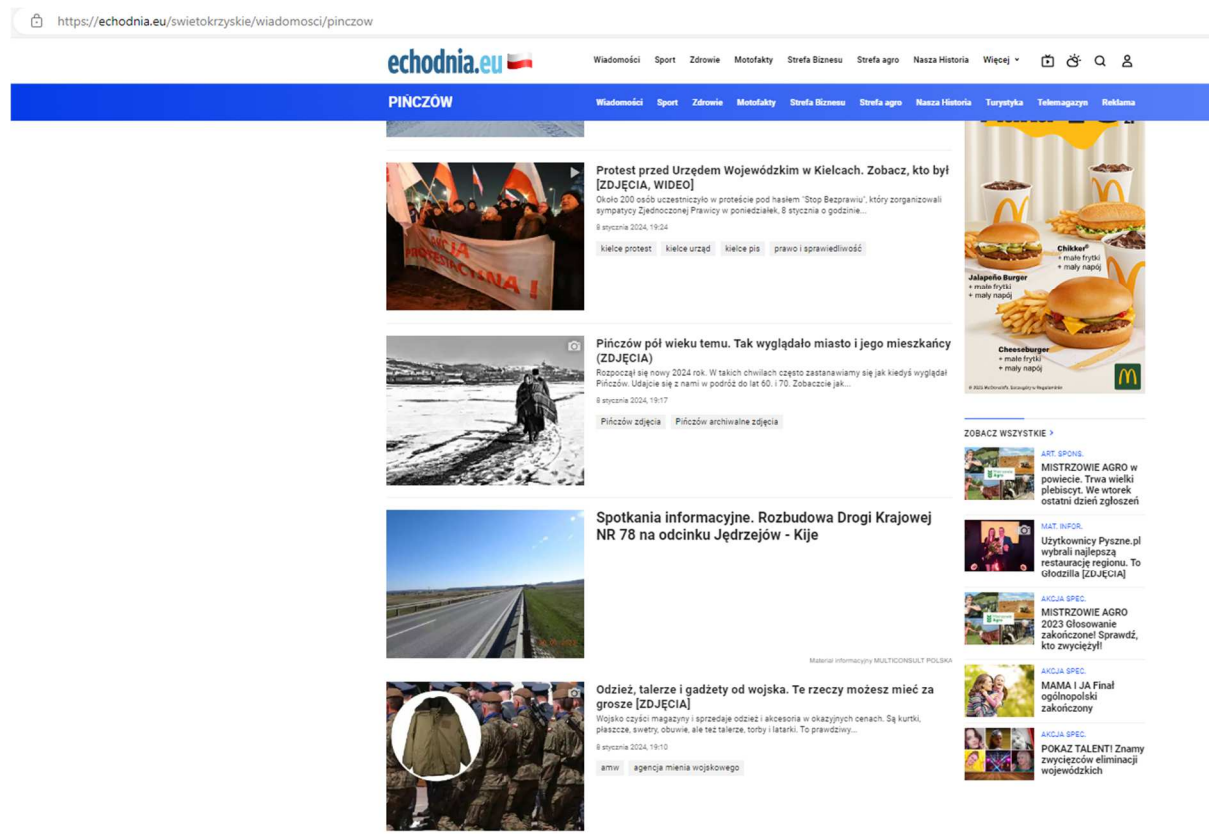 https://echodnia.eu/swietokrzyskie/wiadomosci/pinczow
echodnia.eu
Wiadomości Sport Zdrowie Motofakty Strefa Biznesu Strefa agro Nasza Historia Więcej
PIŃCZÓW
Wiadomości Sport Zdrowie Motofakty Strefa Biznesu Strefa agro Nasza Historia Turystyka Telemagazyn Reklama
Protest przed Urzędem Wojewódzkim w Kielcach. Zobacz, kto był
[ZDJĘCIA, WIDEO]
Około 200 osób uczestniczyło w proteście pod hasłem "Stop Bezprawiu", który zorganizowali
sympatycy Zjednoczonej Prawicy w poniedziałek, 8 stycznia o godzinie...
8 stycznia 2024, 19:24
kielce protest kielce urząd kielce pis prawo i sprawiedliwość
AKCJA
PROTESTACYJNA !
Pińczów pół wieku temu. Tak wyglądało miasto i jego mieszkańcy
(ZDJĘCIA)
Rozpoczął się nowy 2024 rok. W takich chwilach często zastanawiamy się jak kiedyś wyglądał
Pińczów. Udajcie się z nami w podróż do lat 60. i 70. Zobaczcie jak...
8 stycznia 2024, 19:17
Pińczów zdjęcia Pińczów archiwalne zdjęcia
Spotkania informacyjne. Rozbudowa Drogi Krajowej
NR 78 na odcinku Jędrzejów - Kije
Materiał informacyjny MULTICONSULT POLSKA
Odzież, talerze i gadżety od wojska. Te rzeczy możesz mieć za
grosze [ZDJĘCIA]
Wojsko czyści magazyny i sprzedaje odzież i akcesoria w okazyjnych cenach. Są kurtki,
płaszcze, swetry, obuwie, ale też talerze, torby i latarki. To prawdziwy...
8 stycznia 2024, 19:10
amw agencja mienia wojskowego
Chikker®
+ małe frytki
+ mały napój
Jalapeño Burger
+ małe frytki
+ mały napój
Cheeseburger
+ małe frytki
+ mały napój
ZOBACZ WSZYSTKIE >
ART. SPONS.
MISTRZOWIE AGRO w
powiecie. Trwa wielki
plebiscyt. We wtorek
ostatni dzień zgłoszeń
MAT. INFOR.
Użytkownicy Pyszne.pl
wybrali najlepszą
restaurację regionu. To
Głodzilla [ZDJĘCIA]
AKCJA SPEC.
MISTRZOWIE AGRO
2023 Głosowanie
zakończone! Sprawdź,
kto zwyciężył!
AKCJA SPEC.
MAMA I JA Finał
ogólnopolski
zakończony
AKCJA SPEC.
POKAŻ TALENT! Znamy
zwycięzców eliminacji
wojewódzkich